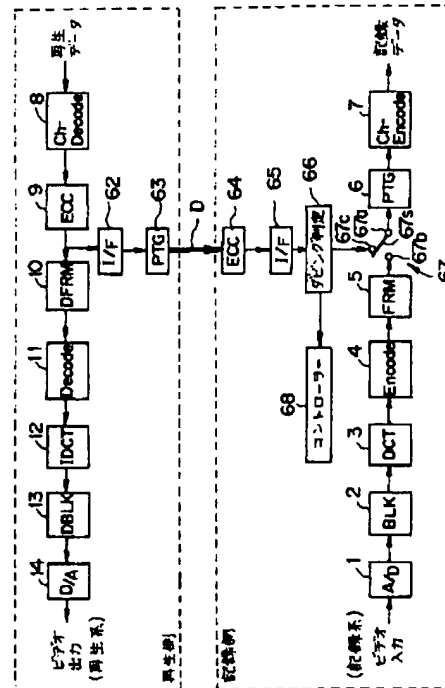 再生データ
8
Ch-Decode
9
ECC
10
DFRM
11
Decode
12
IDCT
13
DBLK
14
D/A
ビデオ出力
(再生系)
再生側
62
I/F
63
PTG
D
64
ECC
65
I/F
66
ダビング判定
68
コントローラー
67c
67a
67s
67b
67
記録側
(記録系)
ビデオ入力
1
A/D
2
BLK
3
DCT
4
Encode
5
FRM
6
PTG
7
Ch-Encode
記録データ